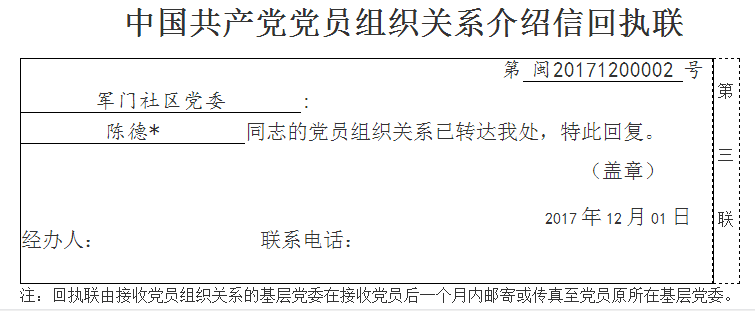 中国共产党党员组织关系介绍信回执联
第 闽20171200002 号
军门社区党委 :
陈德* 同志的党员组织关系已转达我处，特此回复。
（盖章）
2017 年 12 月 01 日
经办人： 联系电话：
第三联
注：回执联由接收党员组织关系的基层党委在接收党员后一个月内邮寄或传真至党员原所在基层党委。